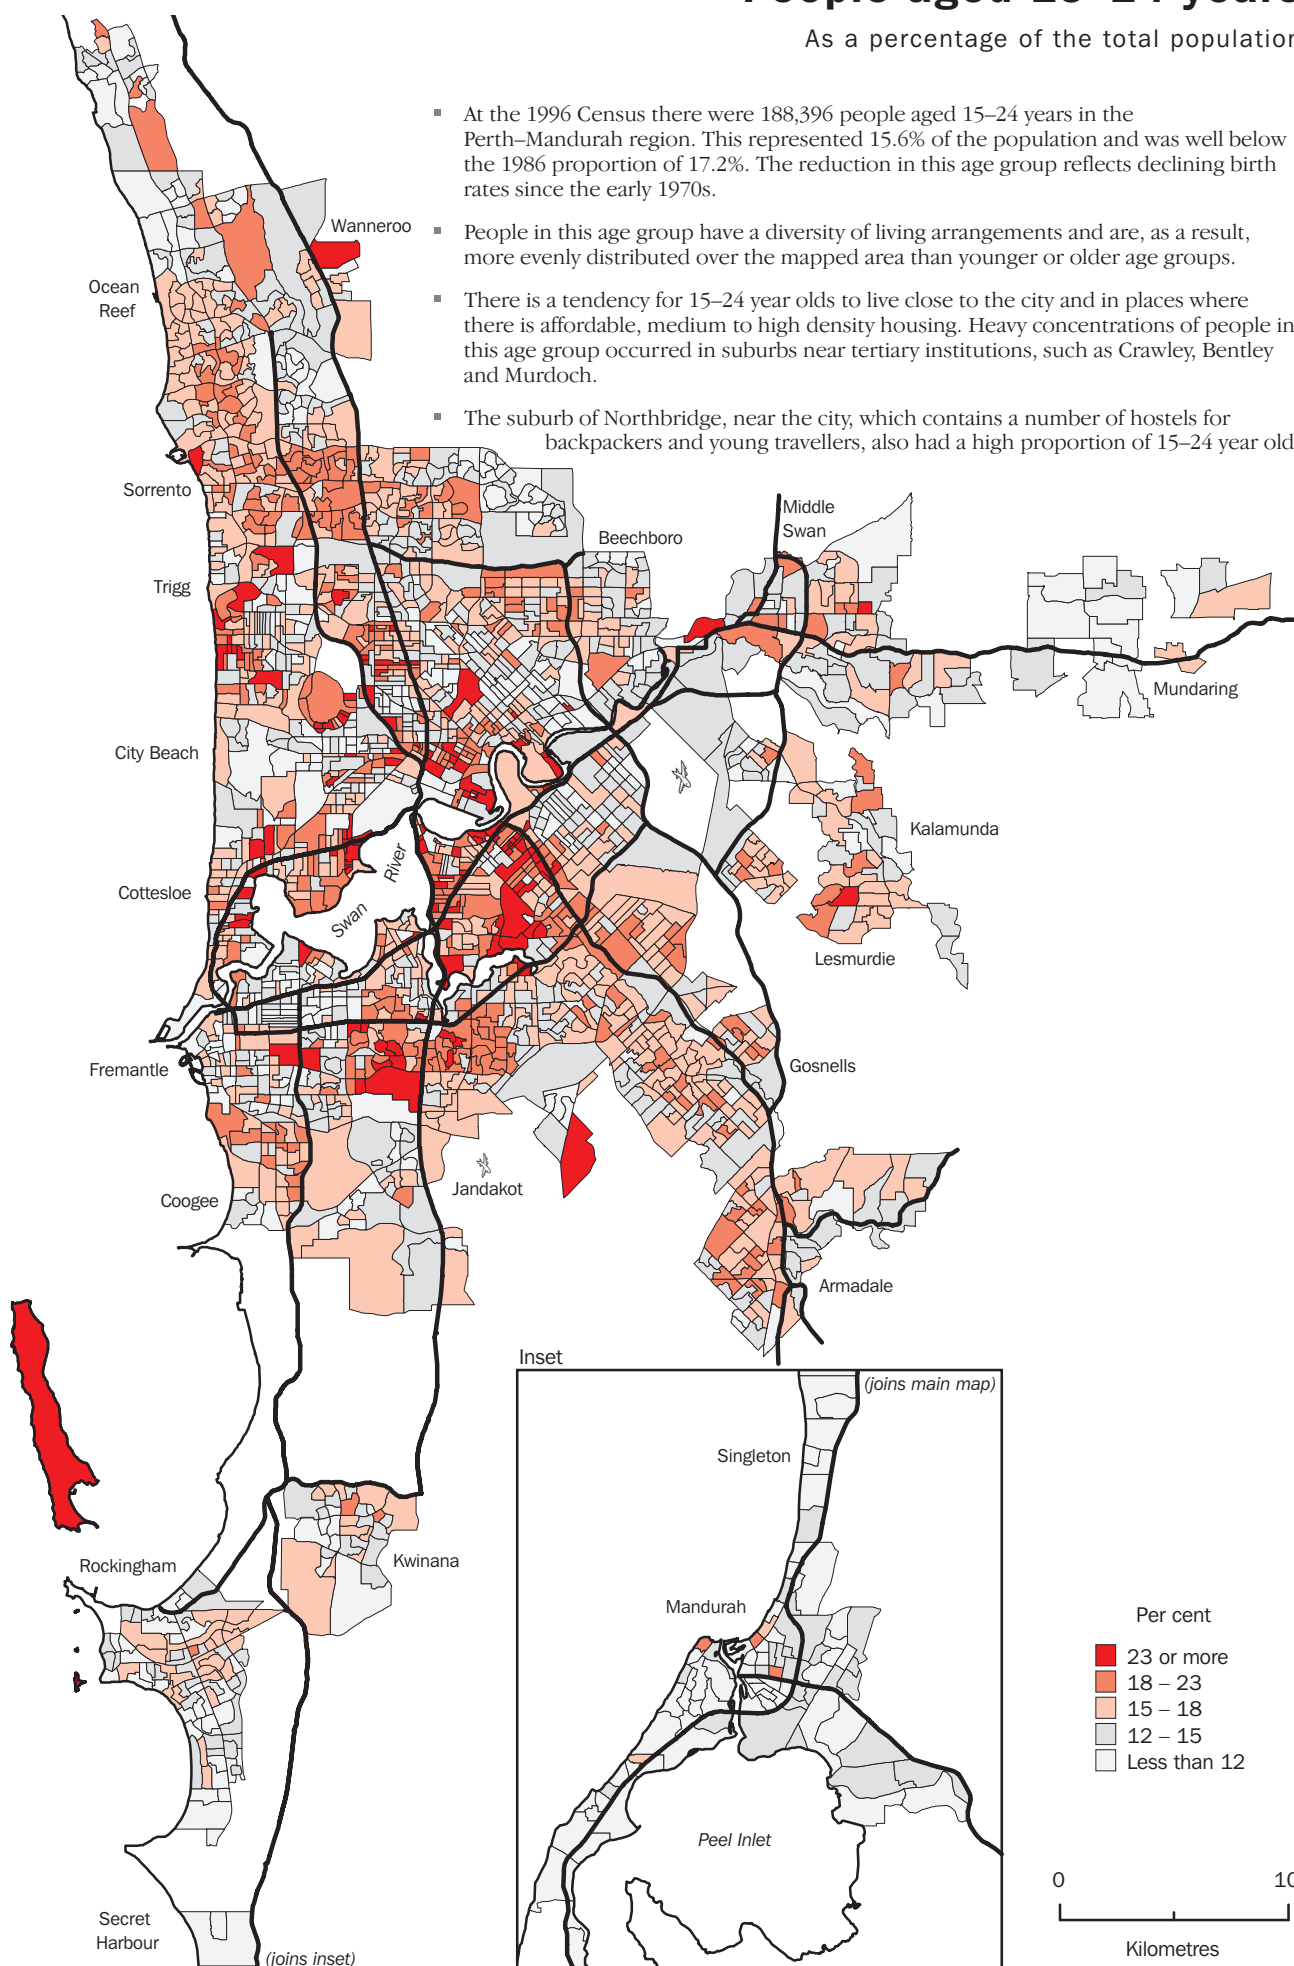 As a percentage of the total population
At the 1996 Census there were 188,396 people aged 15–24 years in the
Perth–Mandurah region. This represented 15.6% of the population and was well below
the 1986 proportion of 17.2%. The reduction in this age group reflects declining birth
rates since the early 1970s.
People in this age group have a diversity of living arrangements and are, as a result,
more evenly distributed over the mapped area than younger or older age groups.
There is a tendency for 15–24 year olds to live close to the city and in places where
there is affordable, medium to high density housing. Heavy concentrations of people in
this age group occurred in suburbs near tertiary institutions, such as Crawley, Bentley
and Murdoch.
The suburb of Northbridge, near the city, which contains a number of hostels for
backpackers and young travellers, also had a high proportion of 15–24 year old
Wanneroo
Ocean
Reef
Sorrento
Middle
Swan
Beechboro
Trigg
Mundaring
City Beach
Kalamunda
River
Cottesloe
Swan
Lesmurdie
Fremantle
Gosnells
Jandakot
Coogee
Armadale
Inset
(joins main map)
Singleton
Rockingham
Kwinana
Mandurah
Per cent
23 or more
18 – 23
15 – 18
12 – 15
Less than 12
Peel Inlet
0 10
Secret
Harbour
(joins inset)
Kilometres